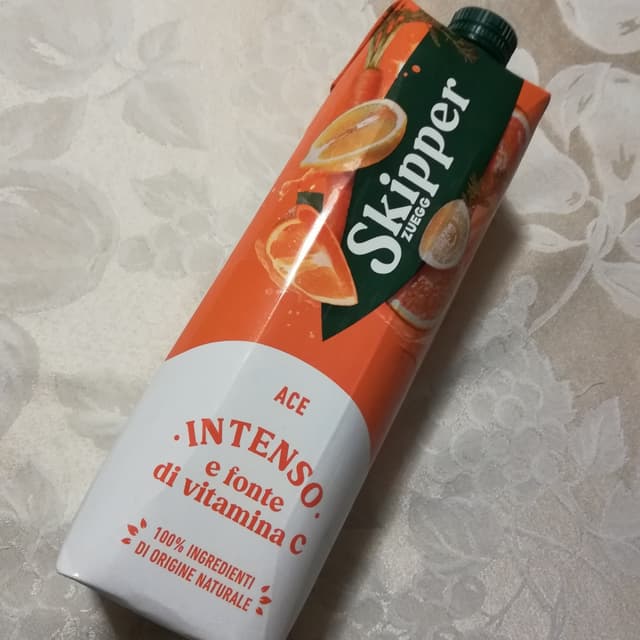 Skipper
ZUEGG
ACE
·INTENSO·
e fonte
di vitamina C
100% INGREDIENTI
DI ORIGINE NATURALE